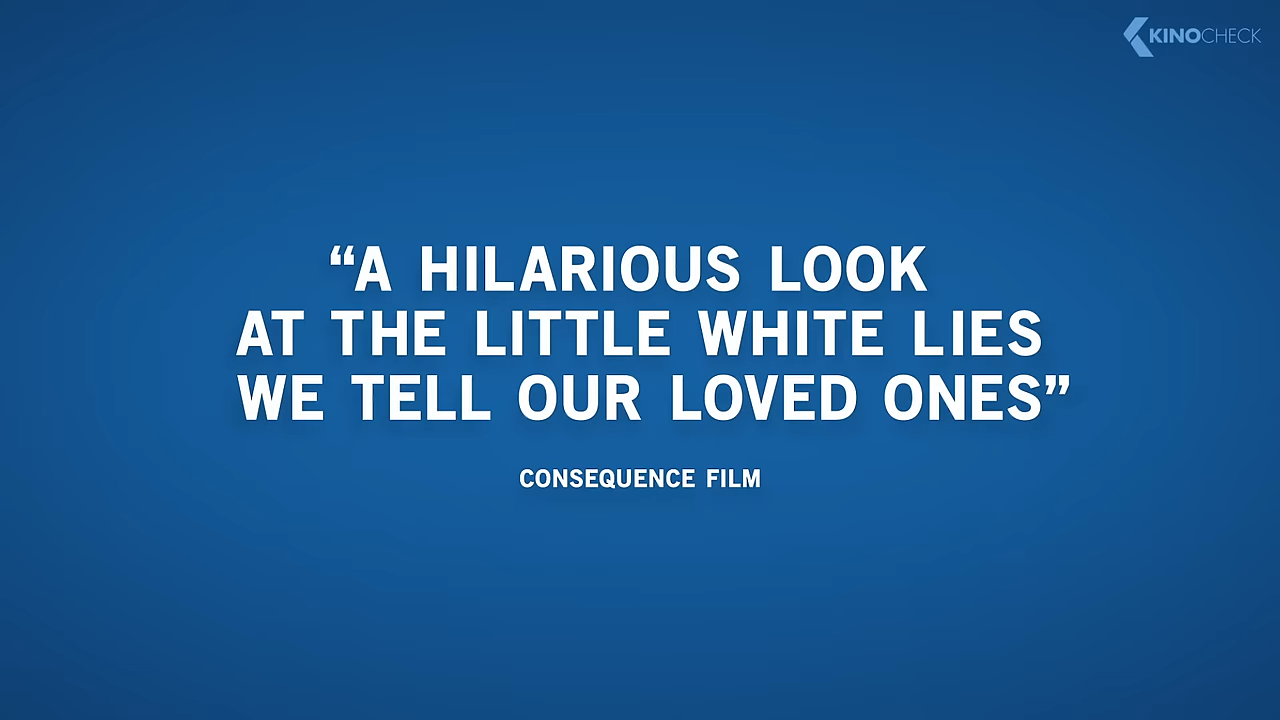 KINOCHECK
“A HILARIOUS LOOK
AT THE LITTLE WHITE LIES
WE TELL OUR LOVED ONES”
CONSEQUENCE FILM